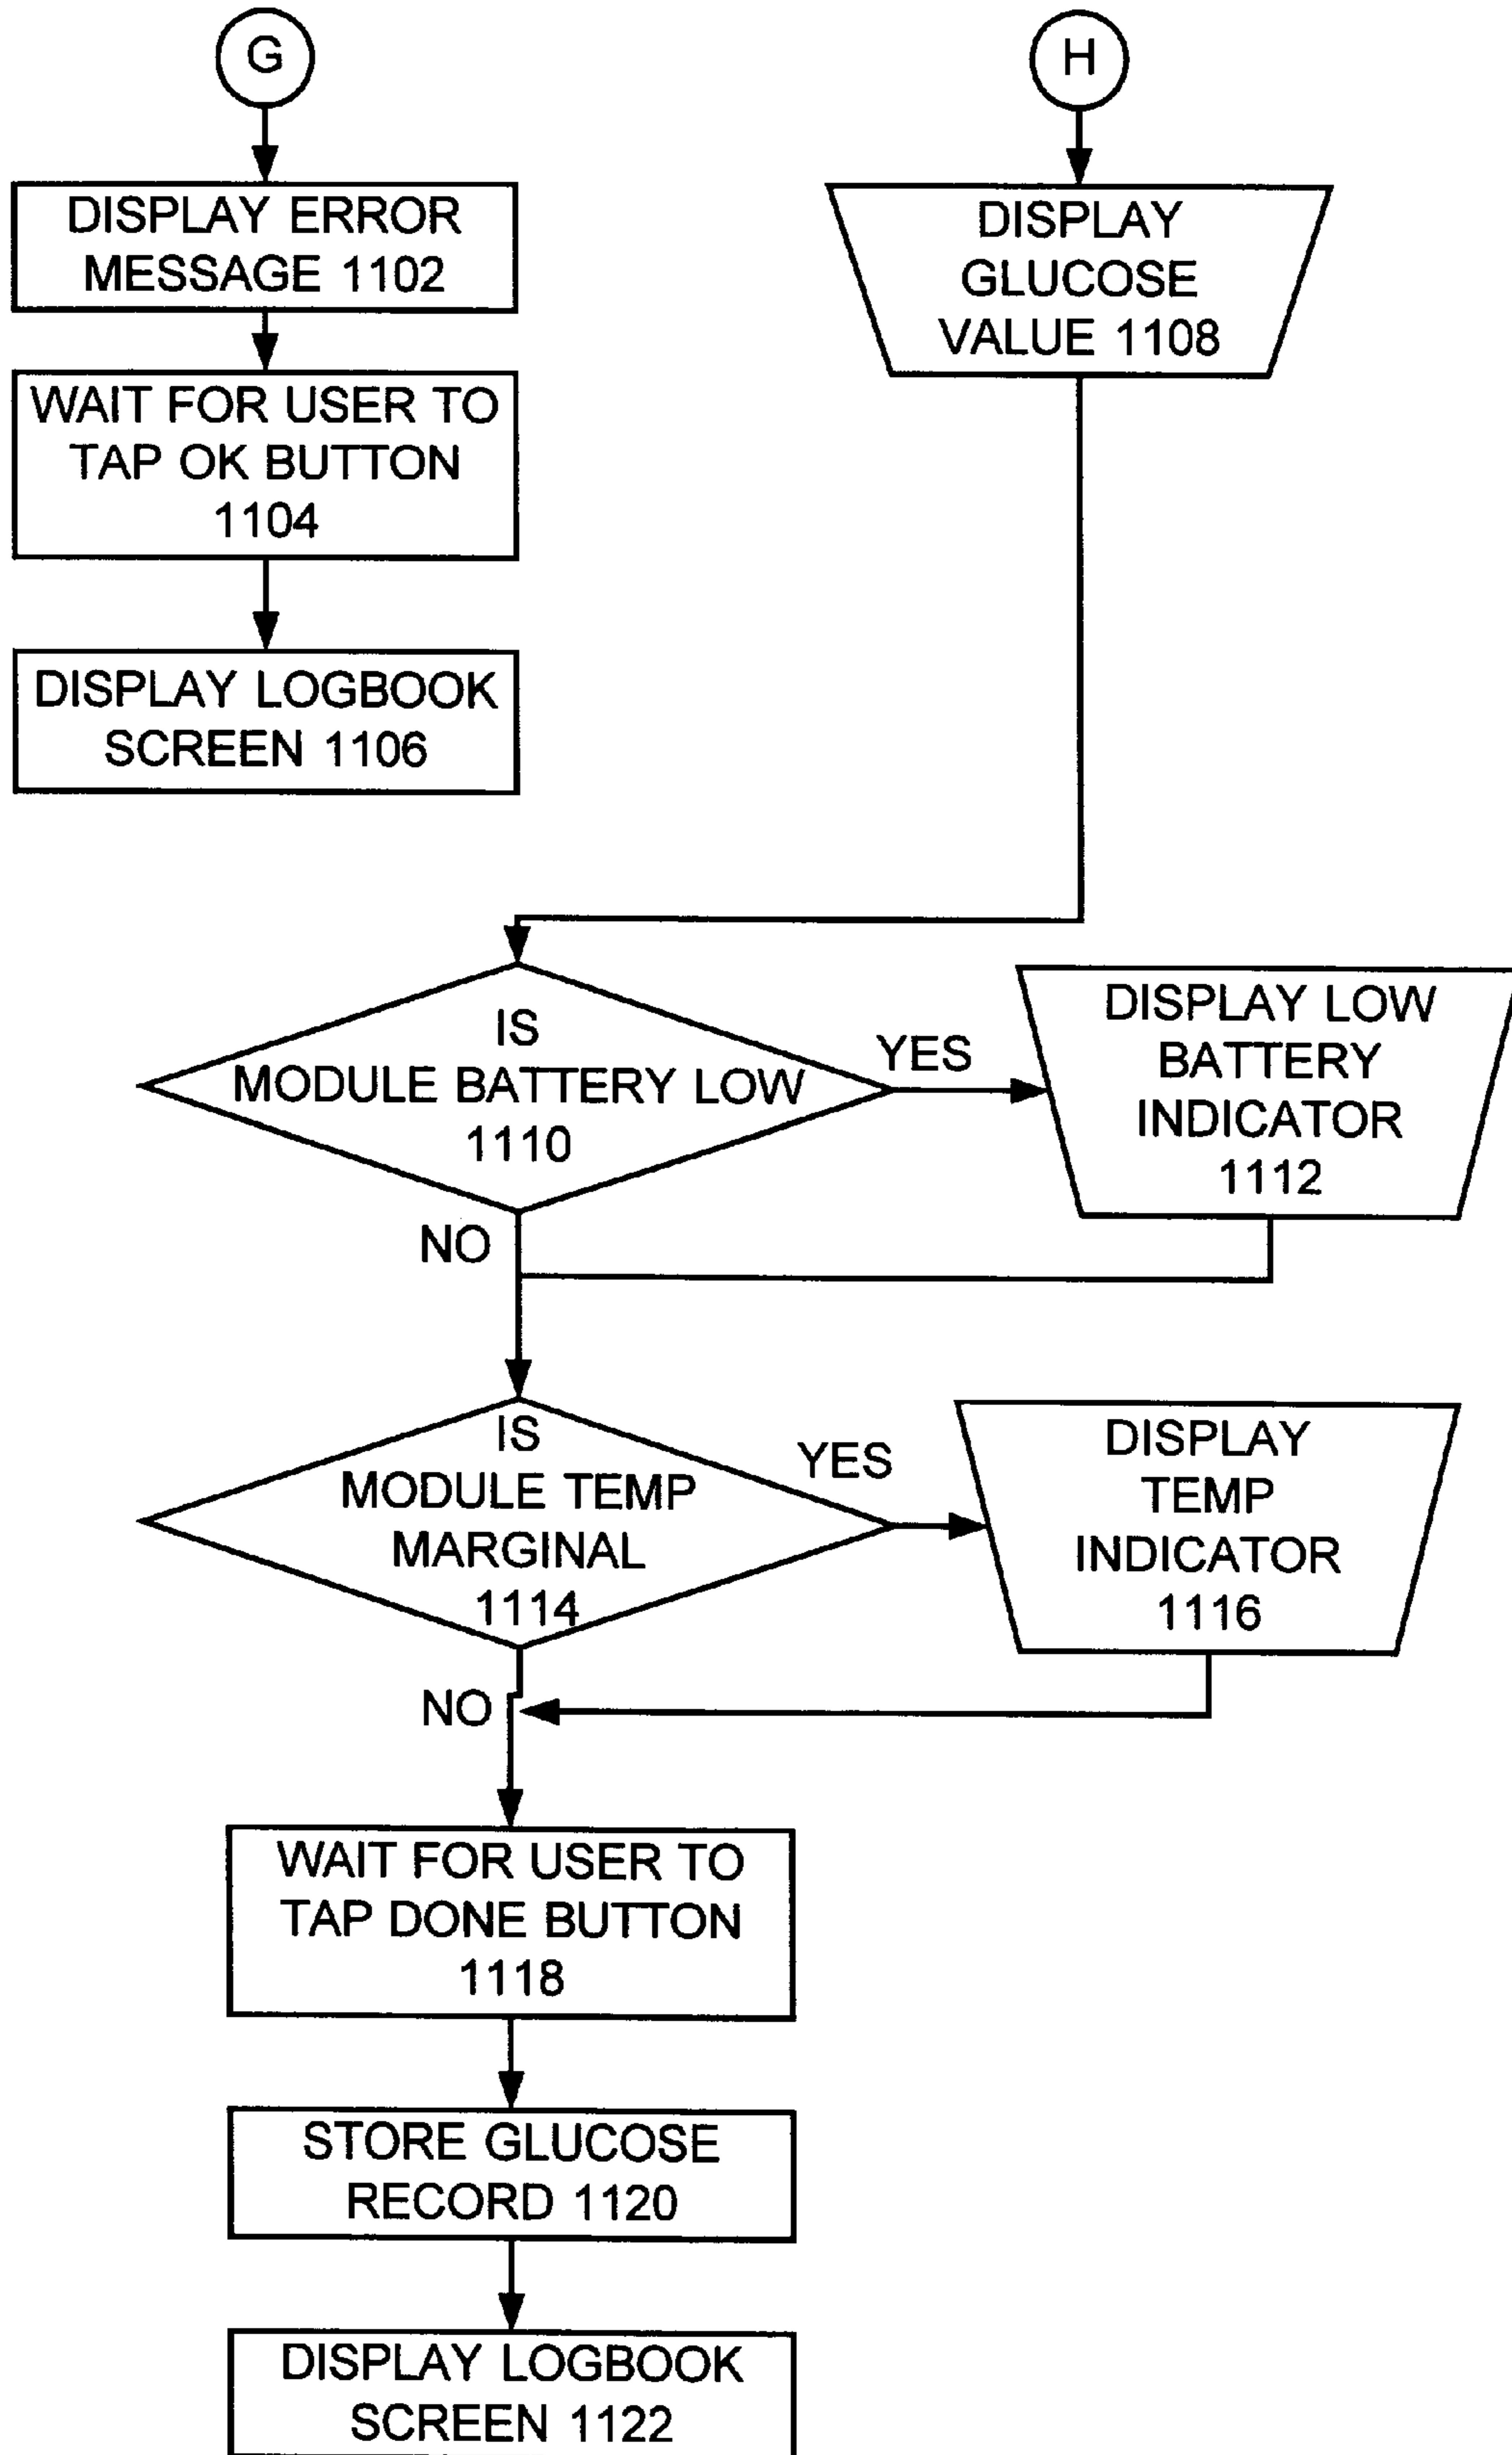 G
DISPLAY ERROR
MESSAGE 1102
WAIT FOR USER TO
TAP OK BUTTON
1104
DISPLAY LOGBOOK
SCREEN 1106
H
DISPLAY
GLUCOSE
VALUE 1108
IS
MODULE BATTERY LOW
1110
YES
DISPLAY LOW
BATTERY
INDICATOR
1112
NO
IS
MODULE TEMP
MARGINAL
1114
YES
DISPLAY
TEMP
INDICATOR
1116
NO
WAIT FOR USER TO
TAP DONE BUTTON
1118
STORE GLUCOSE
RECORD 1120
DISPLAY LOGBOOK
SCREEN 1122